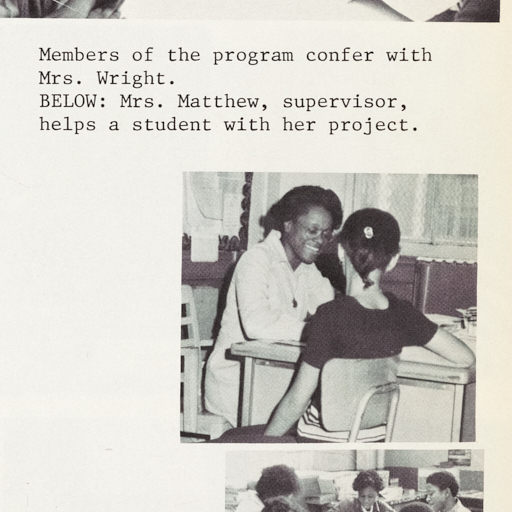 Members of the program confer with
Mrs. Wright.
BELOW: Mrs. Matthew, supervisor,
helps a student with her project.